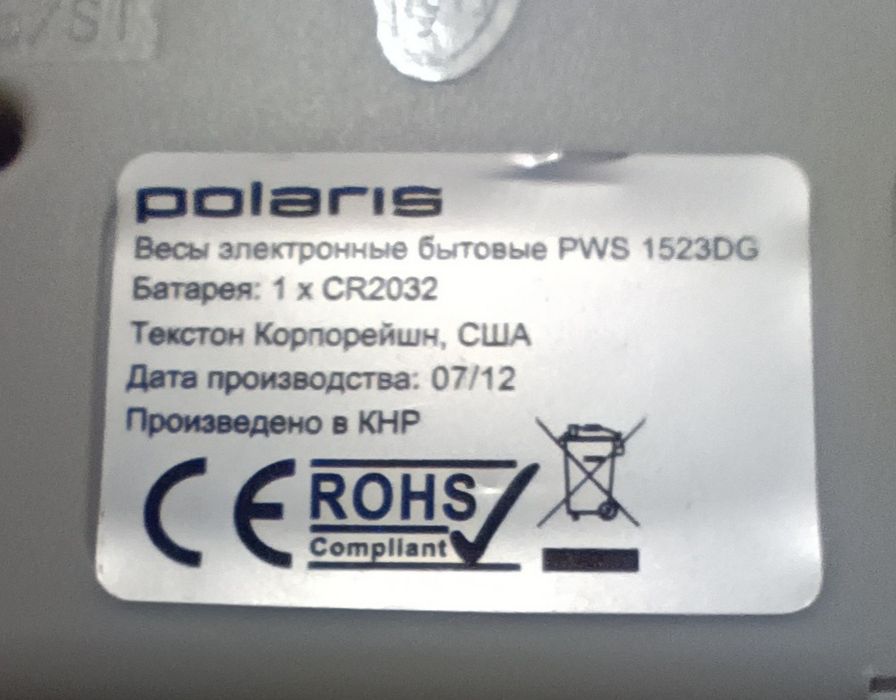 polaris
Весы электронные бытовые PWS 1523DG
Батарея: 1 x CR2032
Текстон Корпорейшн, США
Дата производства: 07/12
Произведено в КНР
CE ROHS
Compliant